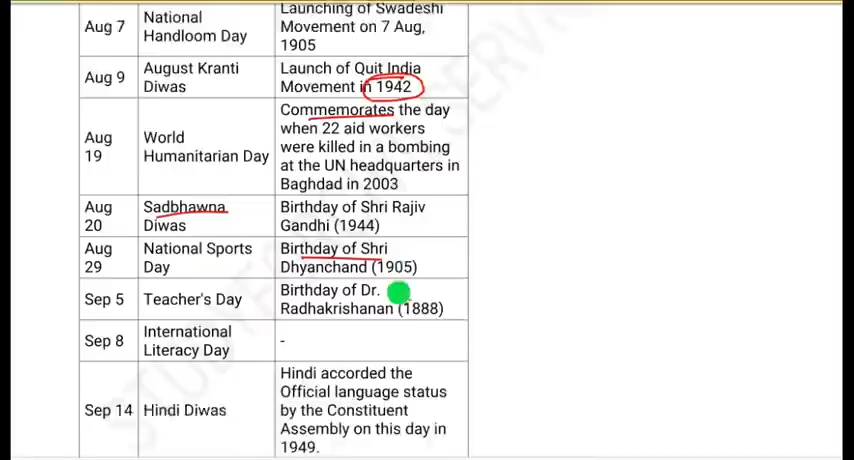 Launching of Swadeshi
Aug 7 National Movement on 7 Aug,
Handloom Day 1905
Aug 9 August Kranti Launch of Quit India
Diwas Movement in 1942
Commemorates the day
when 22 aid workers
Aug World were killed in a bombing
19 Humanitarian Day at the UN headquarters in
Baghdad in 2003
Aug Sadbhawna Birthday of Shri Rajiv
20 Diwas Gandhi (1944)
Aug National Sports Birthday of Shri
29 Day Dhyanchand (1905)
Sep 5 Teacher's Day Birthday of Dr.
Radhakrishanan (1888)
Sep 8 International -
Literacy Day
Hindi accorded the
Official language status
Sep 14 Hindi Diwas by the Constituent
Assembly on this day in
1949.